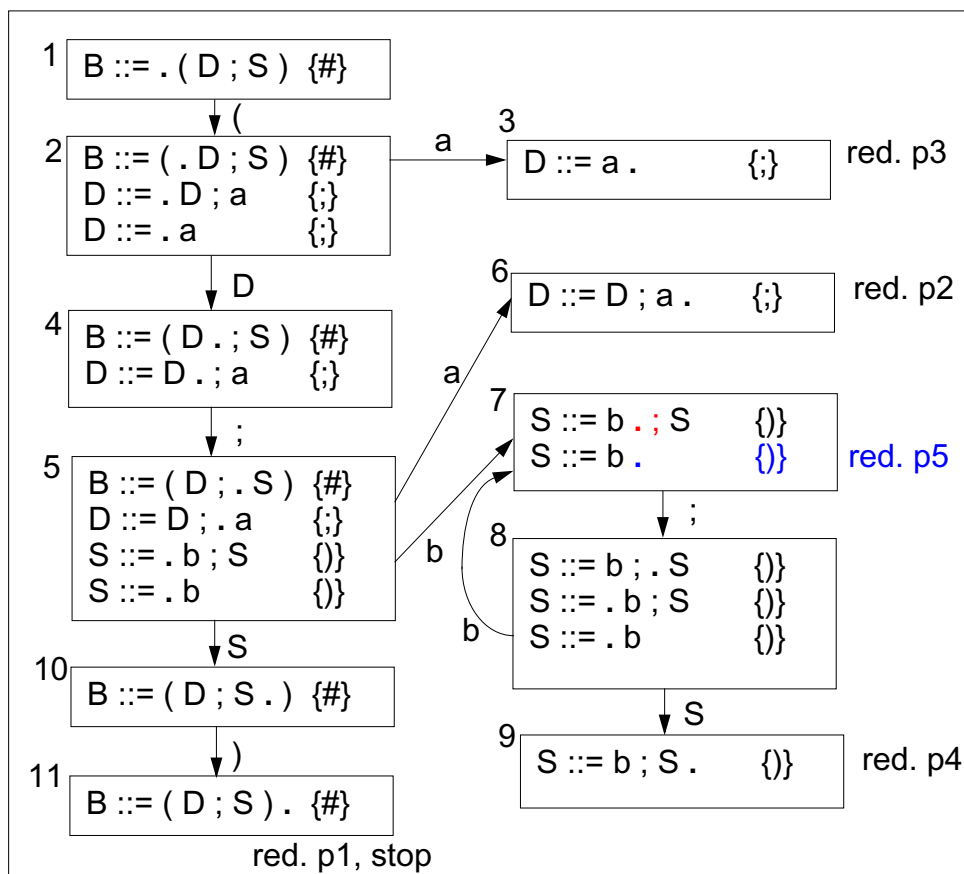 1
B ::= . ( D ; S ) {#}
(
2
B ::= ( . D ; S ) {#}
D ::= . D ; a {;}
D ::= . a {;}
a
3
D ::= a . {;}
red. p3
D
4
B ::= ( D . ; S ) {#}
D ::= D . ; a {;}
;
5
B ::= ( D ; . S ) {#}
D ::= D ; . a {;}
S ::= . b ; S {)}
S ::= . b {)}
a
6
D ::= D ; a . {;}
red. p2
b
7
S ::= b . ; S {)}
S ::= b . {)}
red. p5
;
8
S ::= b ; . S {)}
S ::= . b ; S {)}
S ::= . b {)}
b
S
9
S ::= b ; S . {)}
red. p4
S
10
B ::= ( D ; S . ) {#}
)
11
B ::= ( D ; S ) . {#}
red. p1, stop